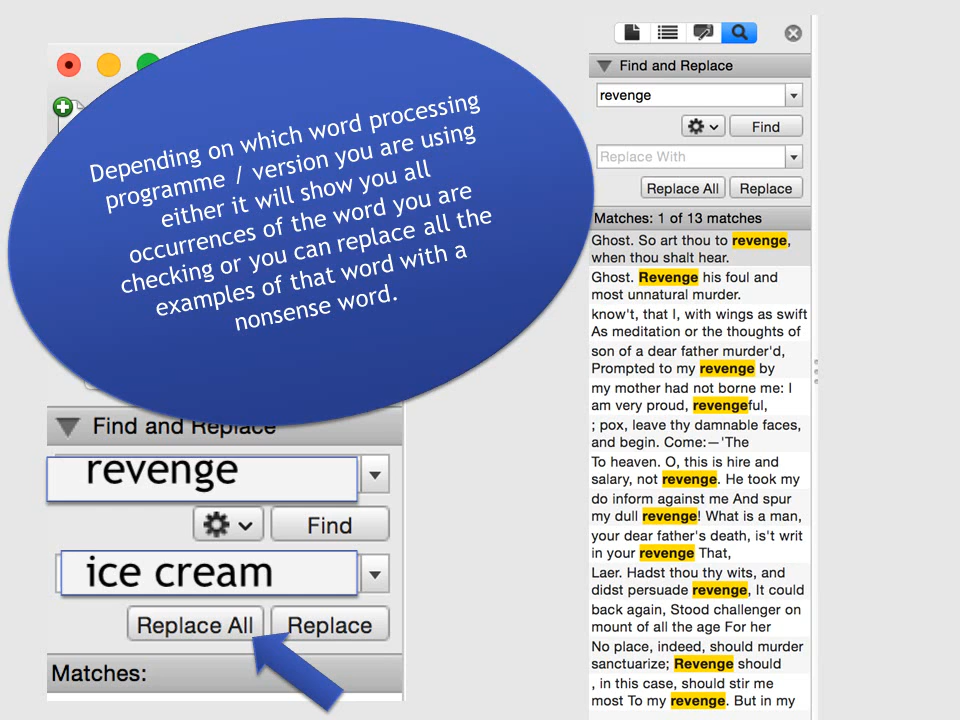 Depending on which word processing
programme / version you are using
either it will show you all
occurrences of the word you are
checking or you can replace all the
examples of that word with a
nonsense word.
Find and Replace
revenge
Find
ice cream
Replace All
Replace
Matches:
Find and Replace
revenge
Find
Replace With
Replace All
Replace
Matches: 1 of 13 matches
Ghost. So art thou to revenge,
when thou shalt hear.
Ghost. Revenge his foul and
most unnatural murder.
know't, that I, with wings as swift
As meditation or the thoughts of
son of a dear father murder'd,
Prompted to my revenge by
my mother had not borne me: I
am very proud, revengeful,
; pox, leave thy damnable faces,
and begin. Come:—'The
To heaven. O, this is hire and
salary, not revenge. He took my
do inform against me And spur
my dull revenge! What is a man,
your dear father's death, is't writ
in your revenge That,
Laer. Hadst thou thy wits, and
didst persuade revenge, It could
back again, Stood challenger on
mount of all the age For her
No place, indeed, should murder
sanctuarize; Revenge should
, in this case, should stir me
most To my revenge. But in my